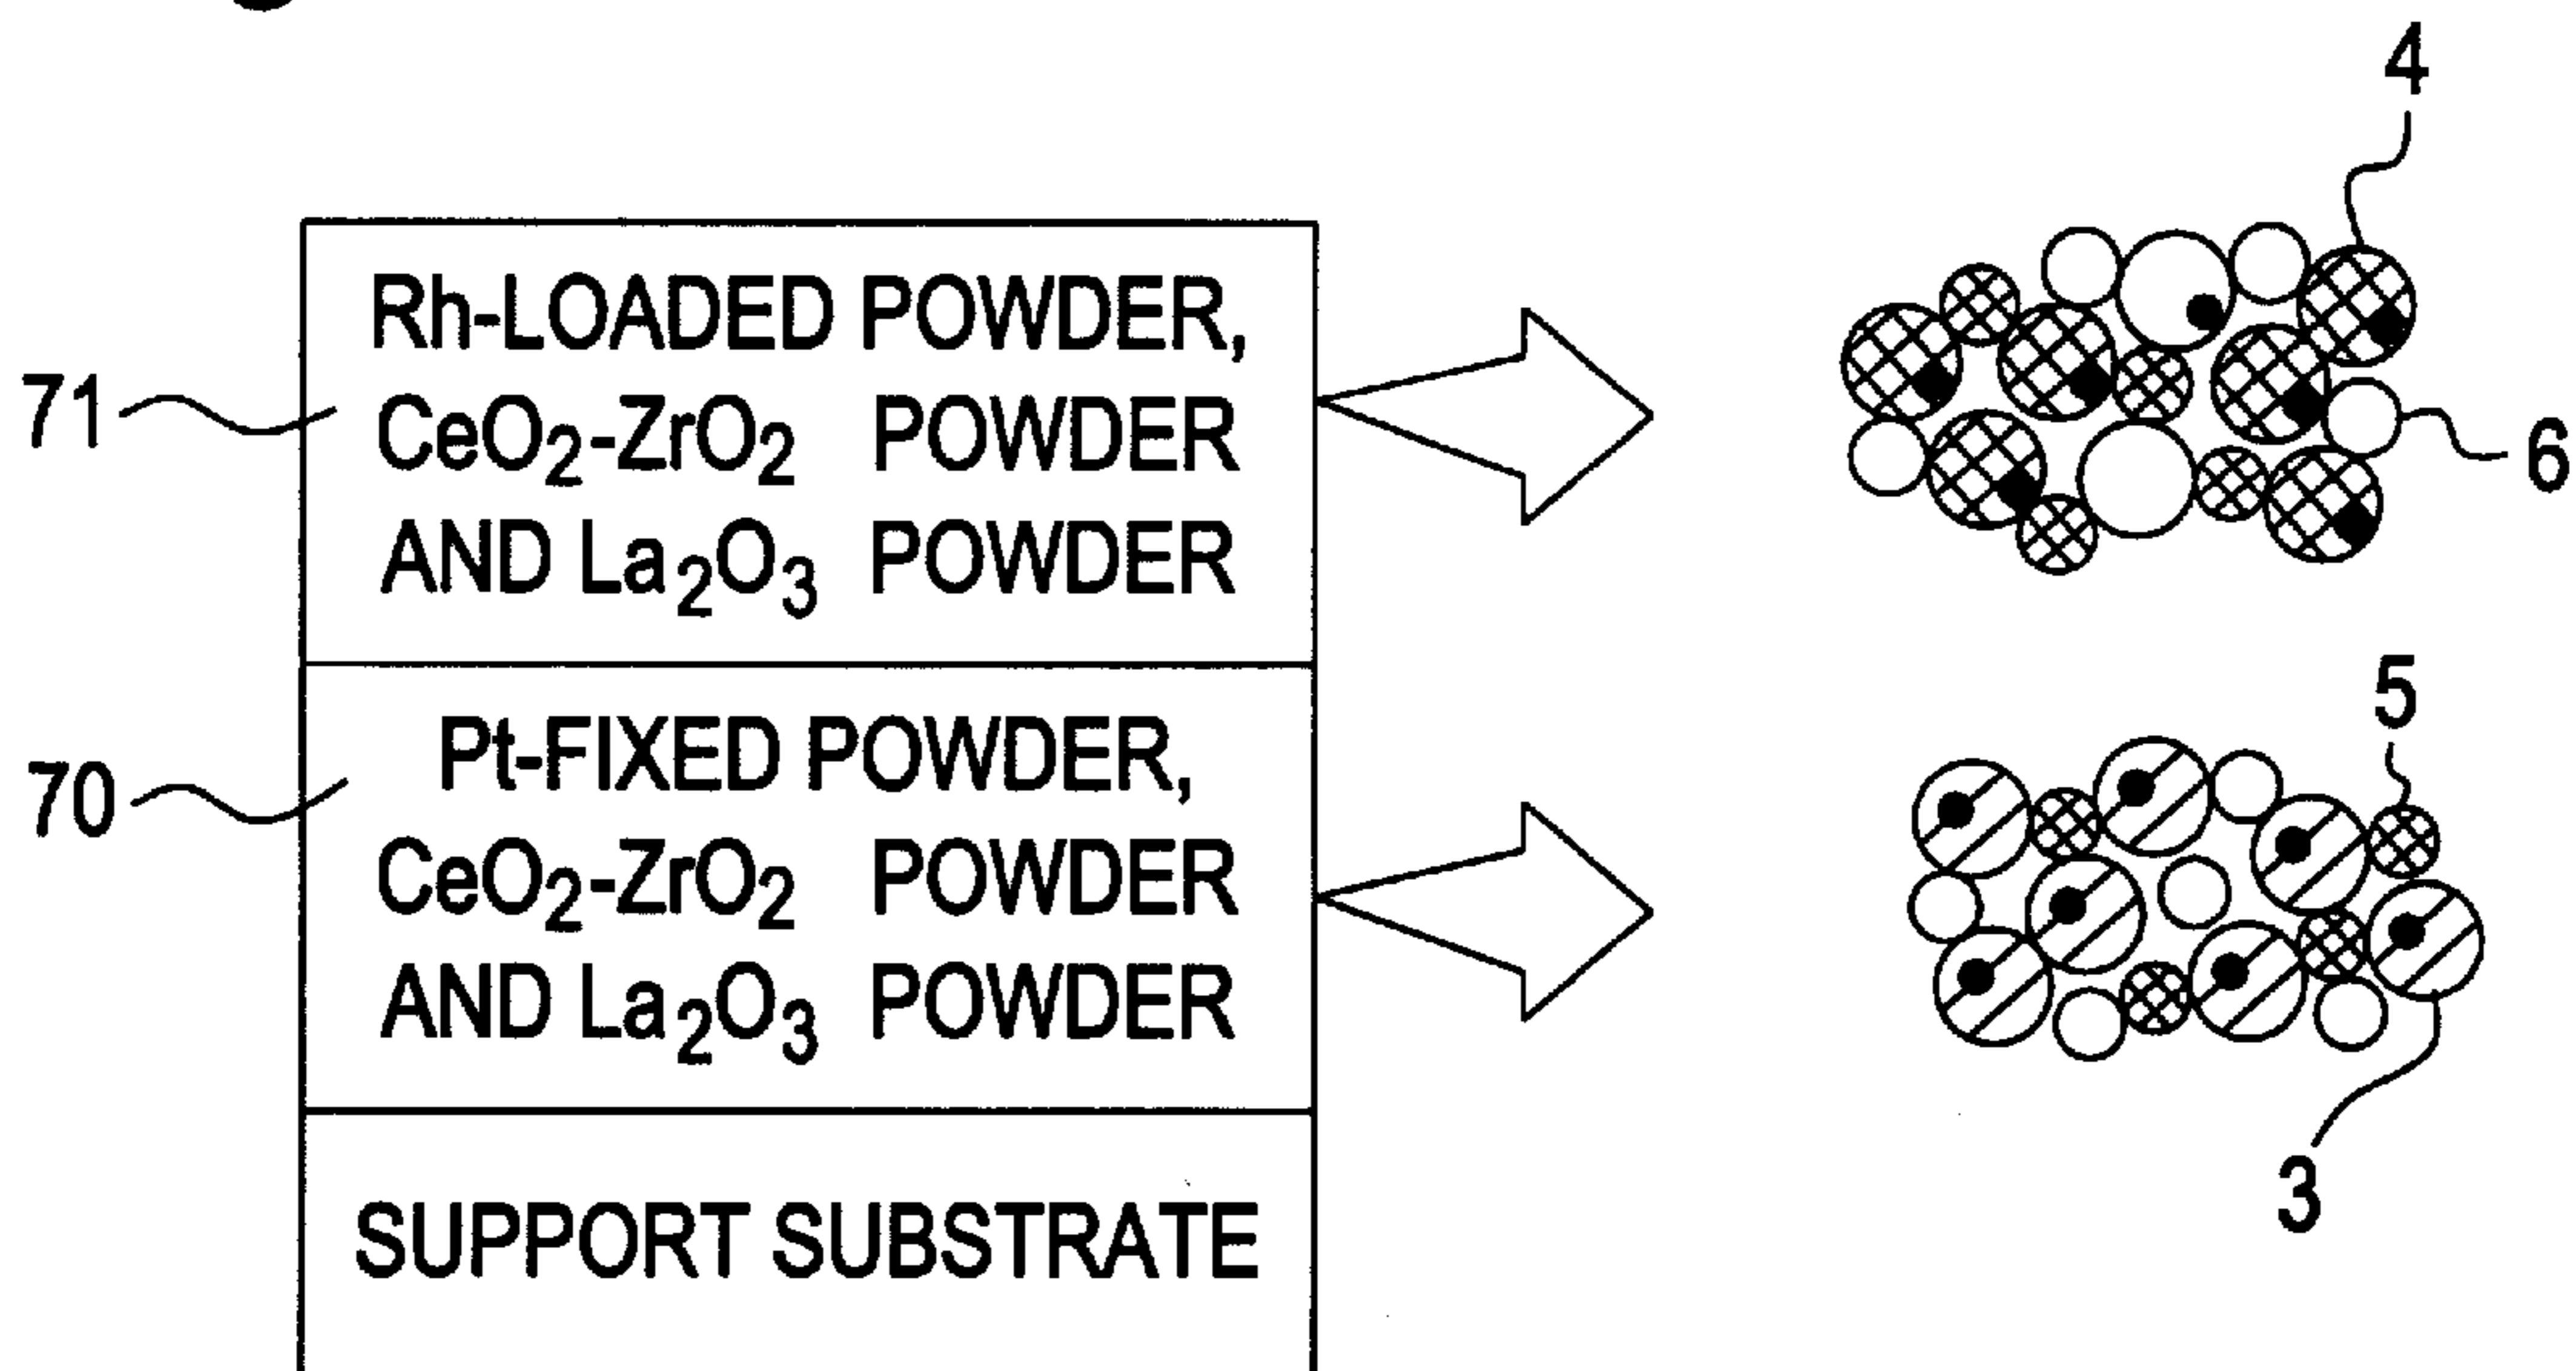 4
Rh-LOADED POWDER,
71
CeO2-ZrO2 POWDER
6
AND La2O3 POWDER
5
Pt-FIXED POWDER,
70
CeO2-ZrO2 POWDER
AND La2O3 POWDER
3
SUPPORT SUBSTRATE